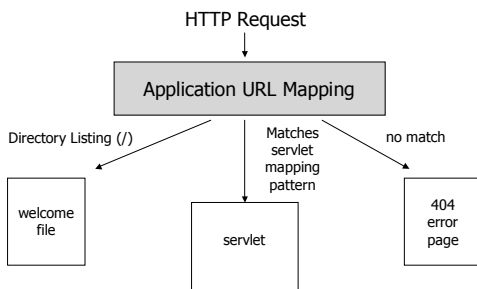 HTTP Request
Application URL Mapping
Directory Listing (/)
Matches
servlet
mapping
pattern
no match
welcome
file
servlet
404
error
page